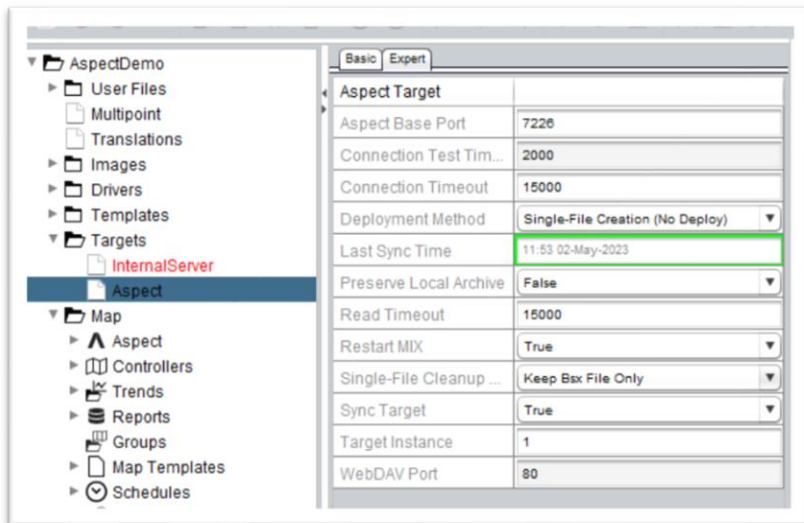 AspectDemo
User Files
Multipoint
Translations
Images
Drivers
Templates
Targets
InternalServer
Aspect
Map
Aspect
Controllers
Trends
Reports
Groups
Map Templates
Schedules
Basic Expert
Aspect Target
Aspect Base Port 7226
Connection Test Tim... 2000
Connection Timeout 15000
Deployment Method Single-File Creation (No Deploy)
Last Sync Time 11:53 02-May-2023
Preserve Local Archive False
Read Timeout 15000
Restart MIX True
Single-File Cleanup ... Keep Bsx File Only
Sync Target True
Target Instance 1
WebDAV Port 80